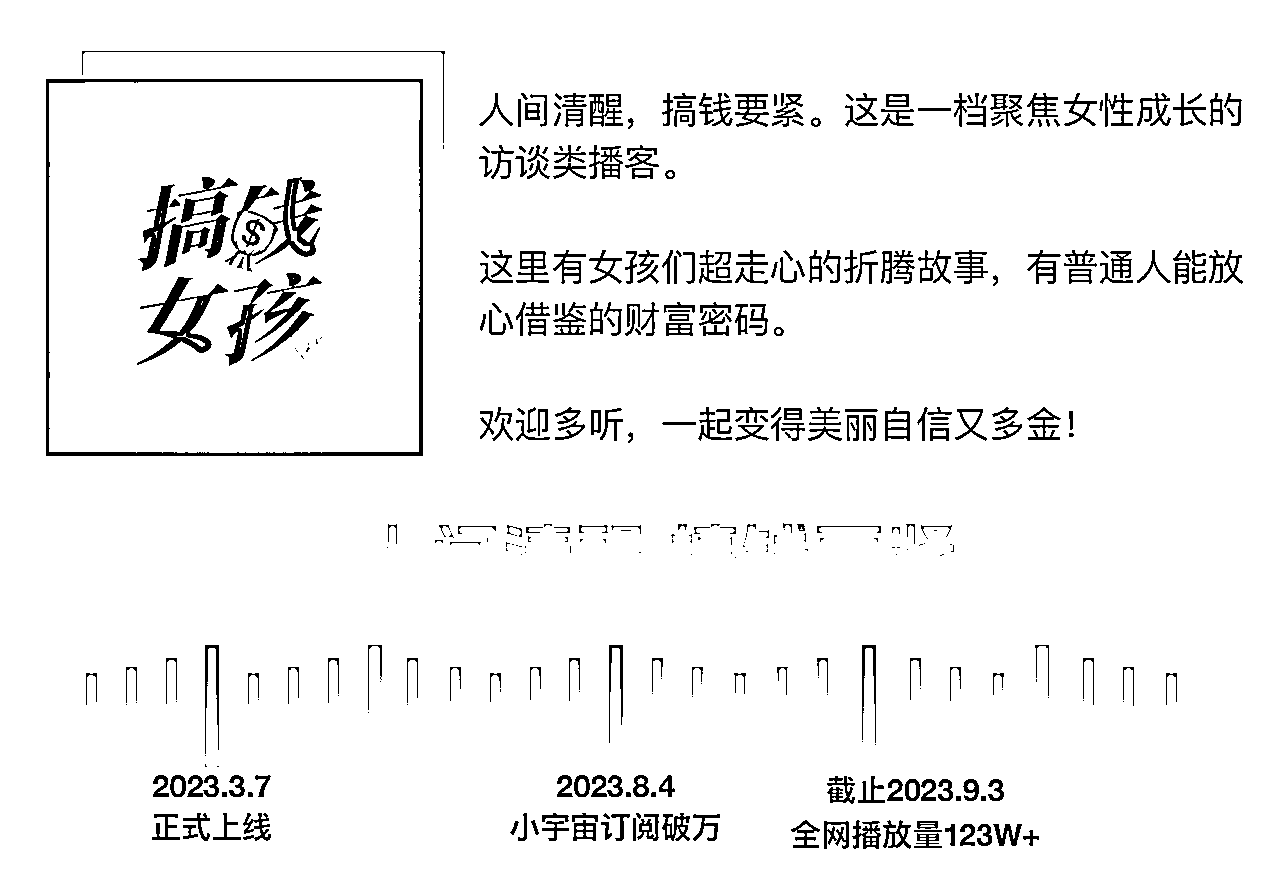 搞钱
女孩
人间清醒，搞钱要紧。这是一档聚焦女性成长的
访谈类播客。
这里有女孩们超走心的折腾故事，有普通人能放
心借鉴的财富密码。
欢迎多听，一起变得美丽自信又多金！
2023.3.7
正式上线
2023.8.4
小宇宙订阅破万
截止2023.9.3
全网播放量123W+